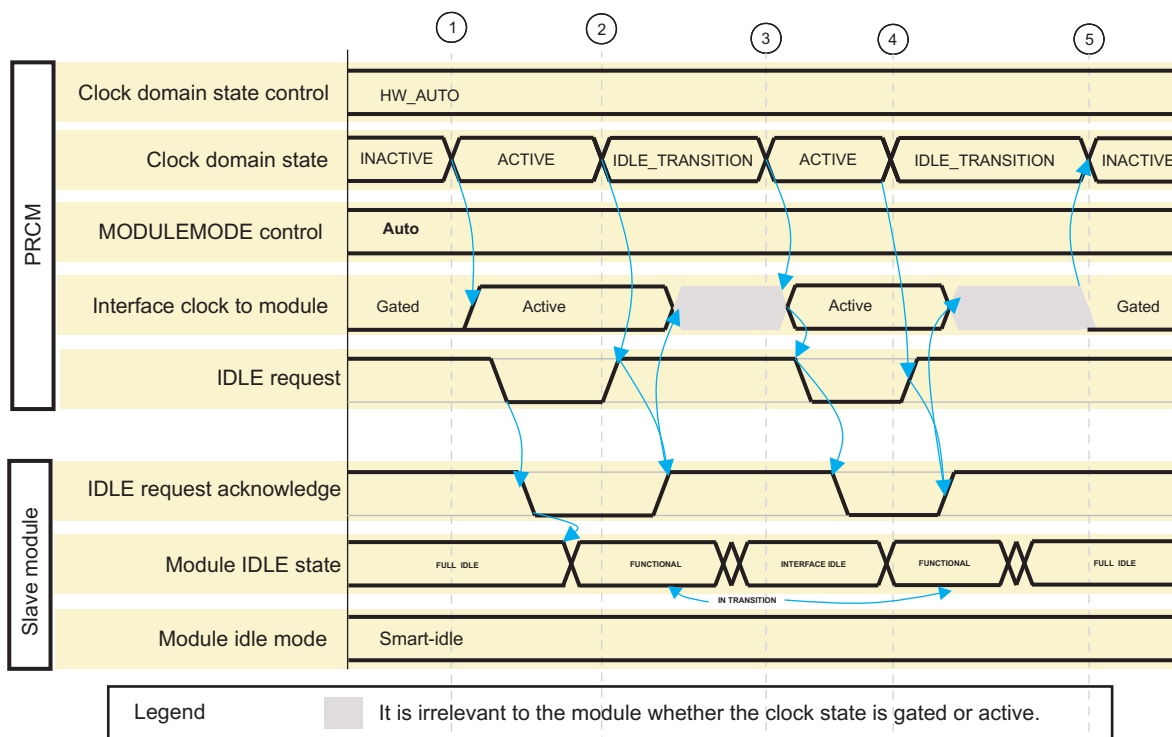 1 2 3 4 5
PRCM
Clock domain state control
HW_AUTO
Clock domain state
INACTIVE ACTIVE IDLE_TRANSITION ACTIVE IDLE_TRANSITION INACTIVE
MODULEMODE control
Auto
Interface clock to module
Gated Active Active Gated
IDLE request
Slave module
IDLE request acknowledge
Module IDLE state
FULL IDLE FUNCTIONAL INTERFACE IDLE FUNCTIONAL FULL IDLE
IN TRANSITION
Module idle mode
Smart-idle
Legend
It is irrelevant to the module whether the clock state is gated or active.